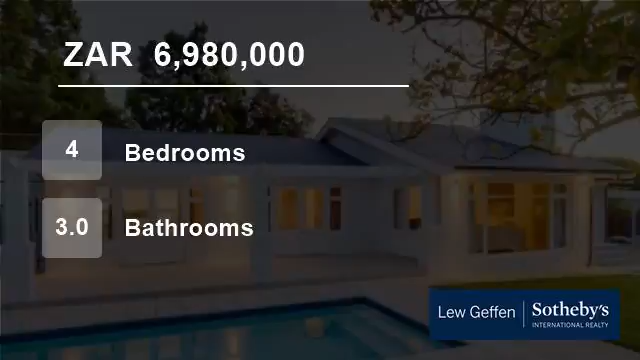 ZAR 6,980,000
4 Bedrooms
3.0 Bathrooms
Lew Geffen | Sotheby's
INTERNATIONAL REALTY